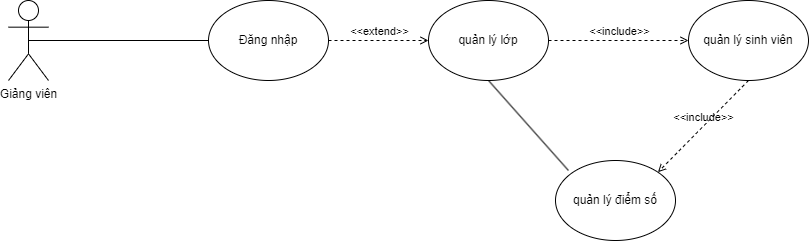 Đăng nhập
<<extend>>
quản lý lớp
<<include>>
quản lý sinh viên
Giảng viên
<<include>>
quản lý điểm số